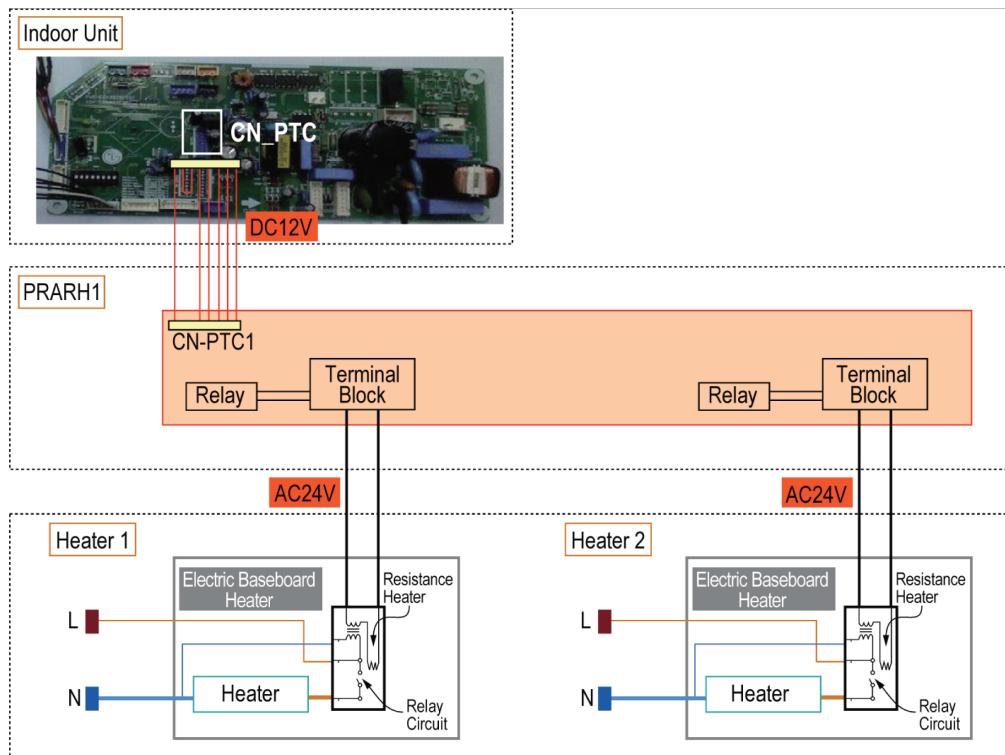 Indoor Unit
CN_PTC
DC12V
PRARH1
CN-PTC1
Relay
Terminal
Block
Relay
Terminal
Block
AC24V
AC24V
Heater 1
Electric Baseboard
Heater
Resistance
Heater
L
N
Heater
Relay
Circuit
Heater 2
Electric Baseboard
Heater
Resistance
Heater
L
N
Heater
Relay
Circuit